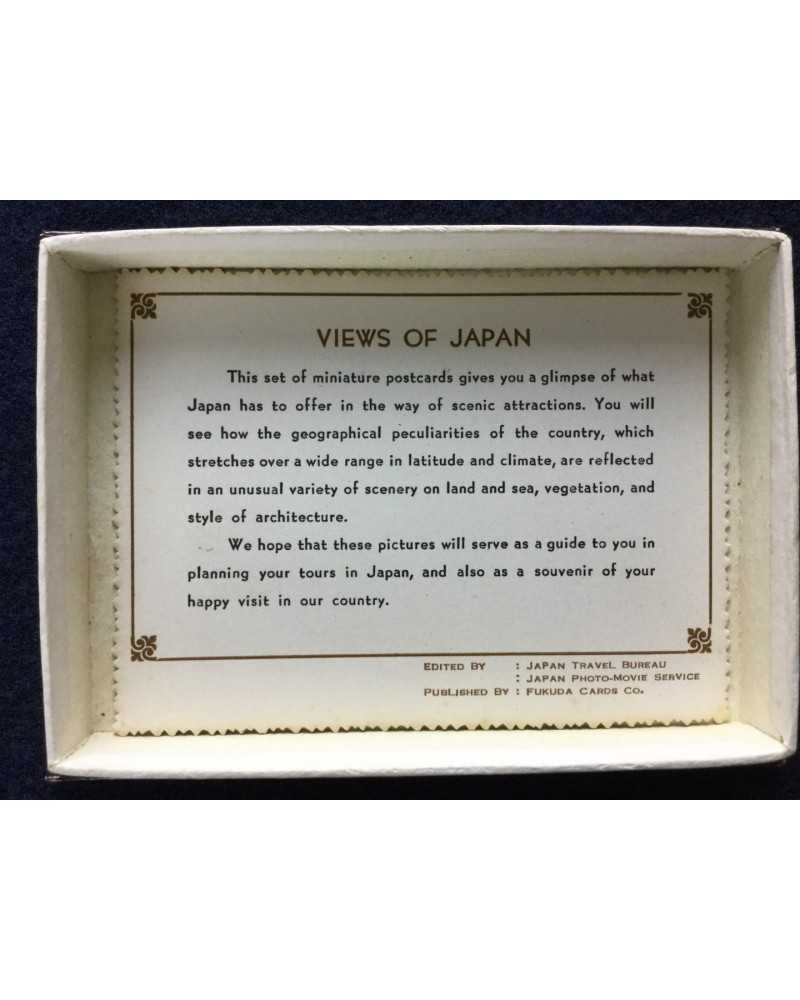 VIEWS OF JAPAN
This set of miniature postcards gives you a glimpse of what
Japan has to offer in the way of scenic attractions. You will
see how the geographical peculiarities of the country, which
stretches over a wide range in latitude and climate, are reflected
in an unusual variety of scenery on land and sea, vegetation, and
style of architecture.
We hope that these pictures will serve as a guide to you in
planning your tours in Japan, and also as a souvenir of your
happy visit in our country.
EDITED BY : JAPAN TRAVEL BUREAU
: JAPAN PHOTO-MOVIE SERVICE
PUBLISHED BY : FUKUDA CARDS CO.